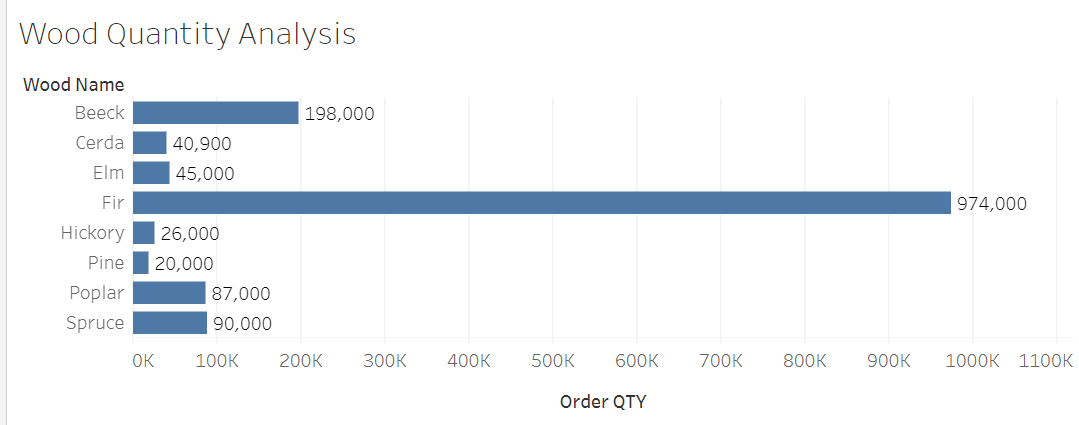 Wood Quantity Analysis
Wood Name
Beeck 198,000
Cerda 40,900
Elm 45,000
Fir 974,000
Hickory 26,000
Pine 20,000
Poplar 87,000
Spruce 90,000
0K 100K 200K 300K 400K 500K 600K 700K 800K 900K 1000K 1100K
Order QTY